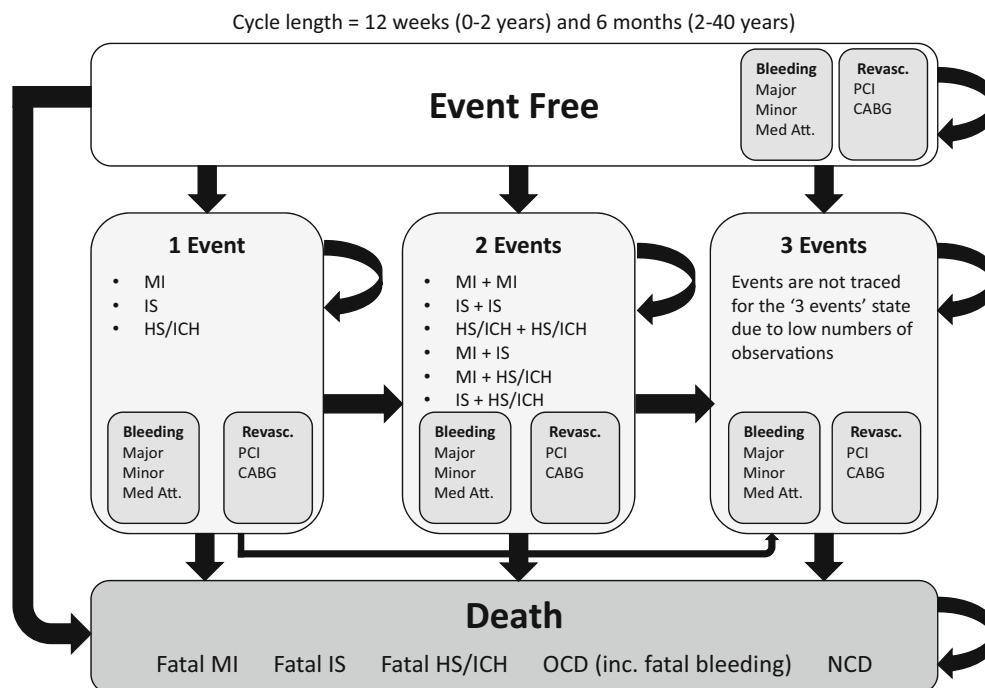 Cycle length = 12 weeks (0-2 years) and 6 months (2-40 years)
Event Free
Bleeding
Major
Minor
Med Att.
Revasc.
PCI
CABG
1 Event
• MI
• IS
• HS/ICH
Bleeding
Major
Minor
Med Att.
Revasc.
PCI
CABG
2 Events
• MI + MI
• IS + IS
• HS/ICH + HS/ICH
• MI + IS
• MI + HS/ICH
• IS + HS/ICH
Bleeding
Major
Minor
Med Att.
Revasc.
PCI
CABG
3 Events
Events are not traced
for the ‘3 events’ state
due to low numbers of
observations
Bleeding
Major
Minor
Med Att.
Revasc.
PCI
CABG
Death
Fatal MI Fatal IS Fatal HS/ICH OCD (inc. fatal bleeding) NCD